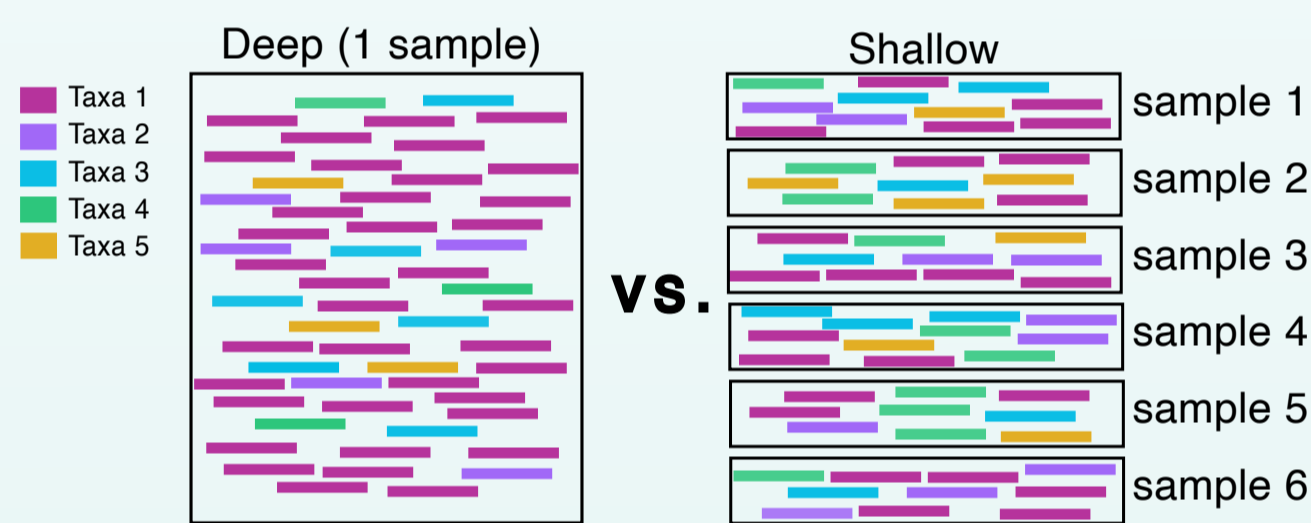 Deep (1 sample)
Shallow
Taxa 1
Taxa 2
Taxa 3
Taxa 4
Taxa 5
vs.
sample 1
sample 2
sample 3
sample 4
sample 5
sample 6